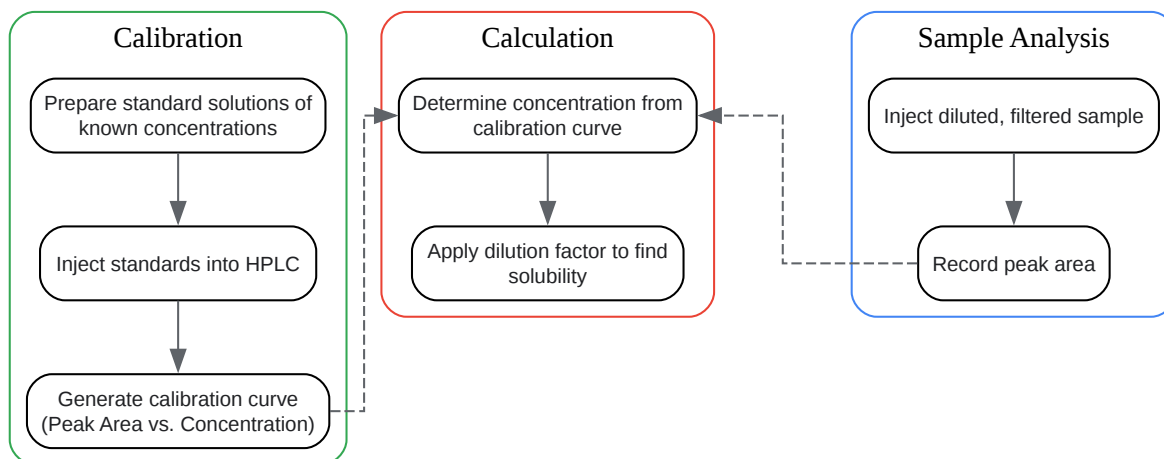 Calibration
Prepare standard solutions of
known concentrations
Inject standards into HPLC
Generate calibration curve
(Peak Area vs. Concentration)
Calculation
Determine concentration from
calibration curve
Apply dilution factor to find
solubility
Sample Analysis
Inject diluted, filtered sample
Record peak area